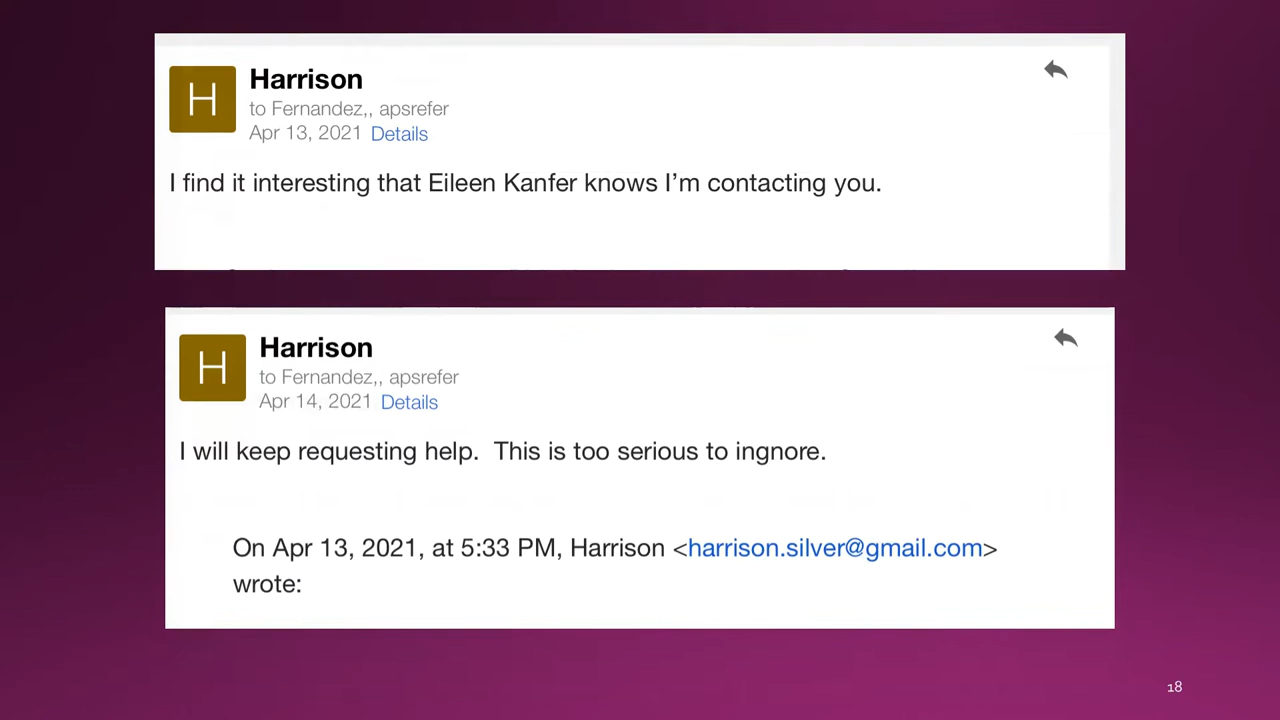 H
Harrison
to Fernandez,, apsrefer
Apr 13, 2021 Details
I find it interesting that Eileen Kanfer knows I’m contacting you.
H
Harrison
to Fernandez,, apsrefer
Apr 14, 2021 Details
I will keep requesting help.  This is too serious to ingnore.
On Apr 13, 2021, at 5:33 PM, Harrison <harrison.silver@gmail.com>
wrote:
18